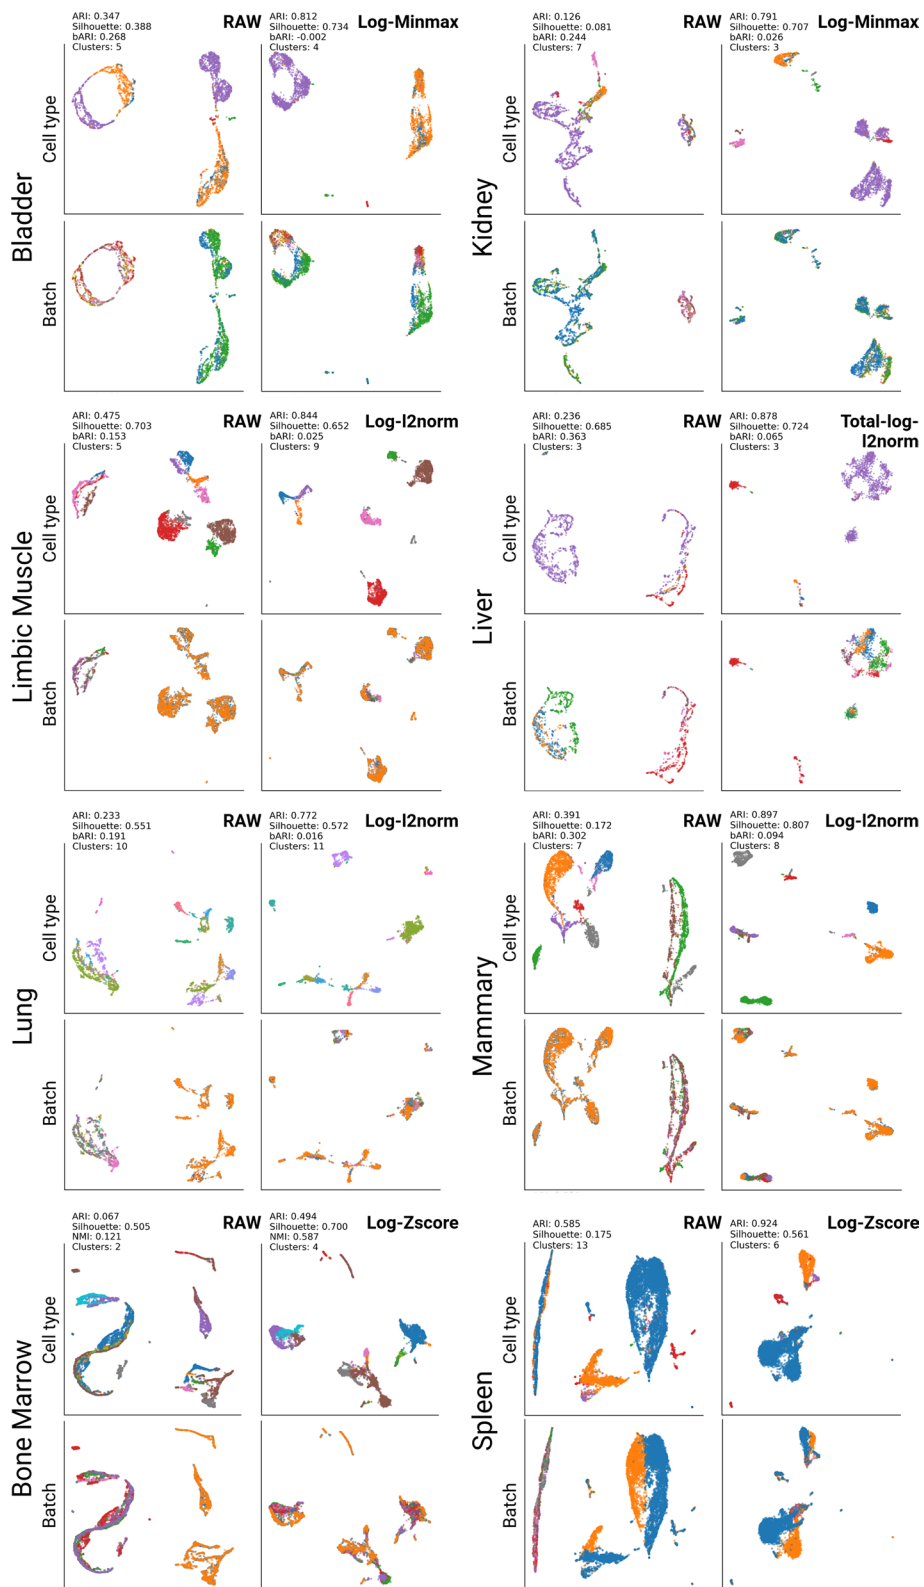 ARI: 0.347
Silhouette: 0.388
bARI: 0.268
Clusters: 5
RAW
ARI: 0.812
Silhouette: 0.734
bARI: -0.002
Clusters: 4
Log-Minmax
Cell type
Batch
Bladder
ARI: 0.126
Silhouette: 0.081
bARI: 0.244
Clusters: 7
RAW
ARI: 0.791
Silhouette: 0.707
bARI: 0.026
Clusters: 3
Log-Minmax
Cell type
Batch
Kidney
ARI: 0.475
Silhouette: 0.703
bARI: 0.153
Clusters: 5
RAW
ARI: 0.844
Silhouette: 0.652
bARI: 0.025
Clusters: 9
Log-l2norm
Cell type
Batch
Limbic Muscle
ARI: 0.236
Silhouette: 0.685
bARI: 0.363
Clusters: 3
RAW
ARI: 0.878
Silhouette: 0.724
bARI: 0.065
Clusters: 3
Total-log-
l2norm
Cell type
Batch
Liver
ARI: 0.233
Silhouette: 0.551
bARI: 0.191
Clusters: 10
RAW
ARI: 0.772
Silhouette: 0.572
bARI: 0.016
Clusters: 11
Log-l2norm
Cell type
Batch
Lung
ARI: 0.391
Silhouette: 0.172
bARI: 0.302
Clusters: 7
RAW
ARI: 0.897
Silhouette: 0.807
bARI: 0.094
Clusters: 8
Log-l2norm
Cell type
Batch
Mammary
ARI: 0.067
Silhouette: 0.505
NMI: 0.121
Clusters: 2
RAW
ARI: 0.494
Silhouette: 0.700
NMI: 0.587
Clusters: 4
Log-Zscore
Cell type
Batch
Bone Marrow
ARI: 0.585
Silhouette: 0.175
Clusters: 13
RAW
ARI: 0.924
Silhouette: 0.561
Clusters: 6
Log-Zscore
Cell type
Batch
Spleen